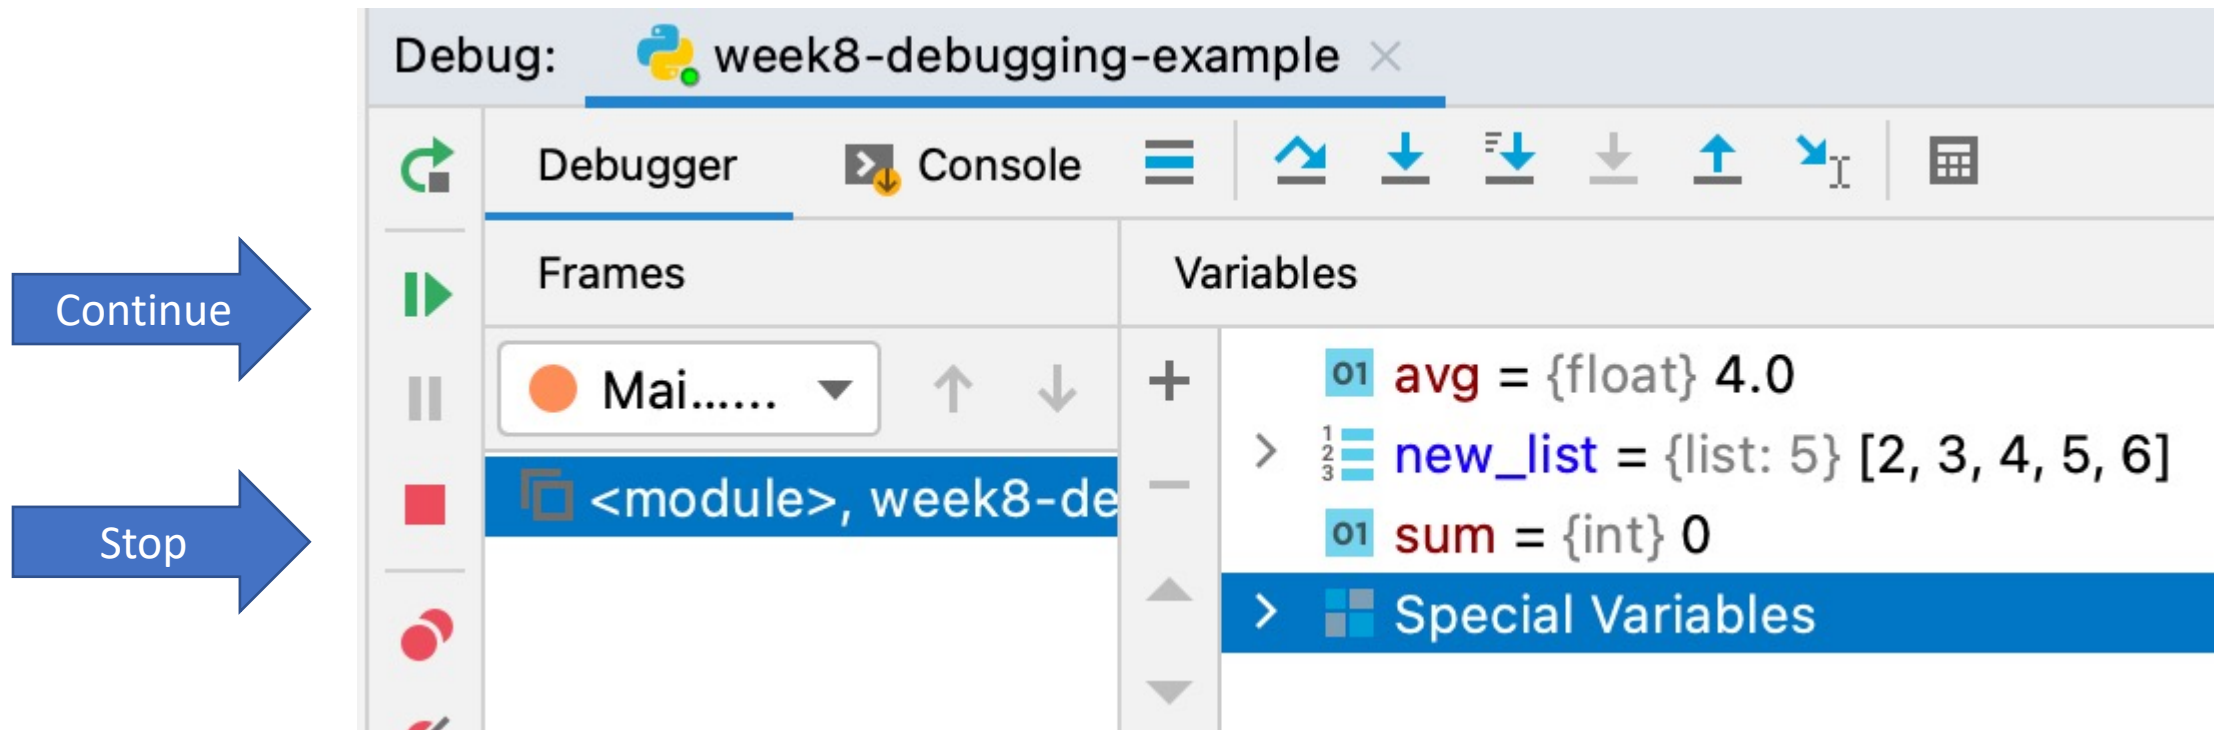 Debug: week8-debugging-example
Debugger Console
Continue
Frames
Variables
Mai......
avg = {float} 4.0
new_list = {list: 5} [2, 3, 4, 5, 6]
Stop
<module>, week8-de
sum = {int} 0
Special Variables